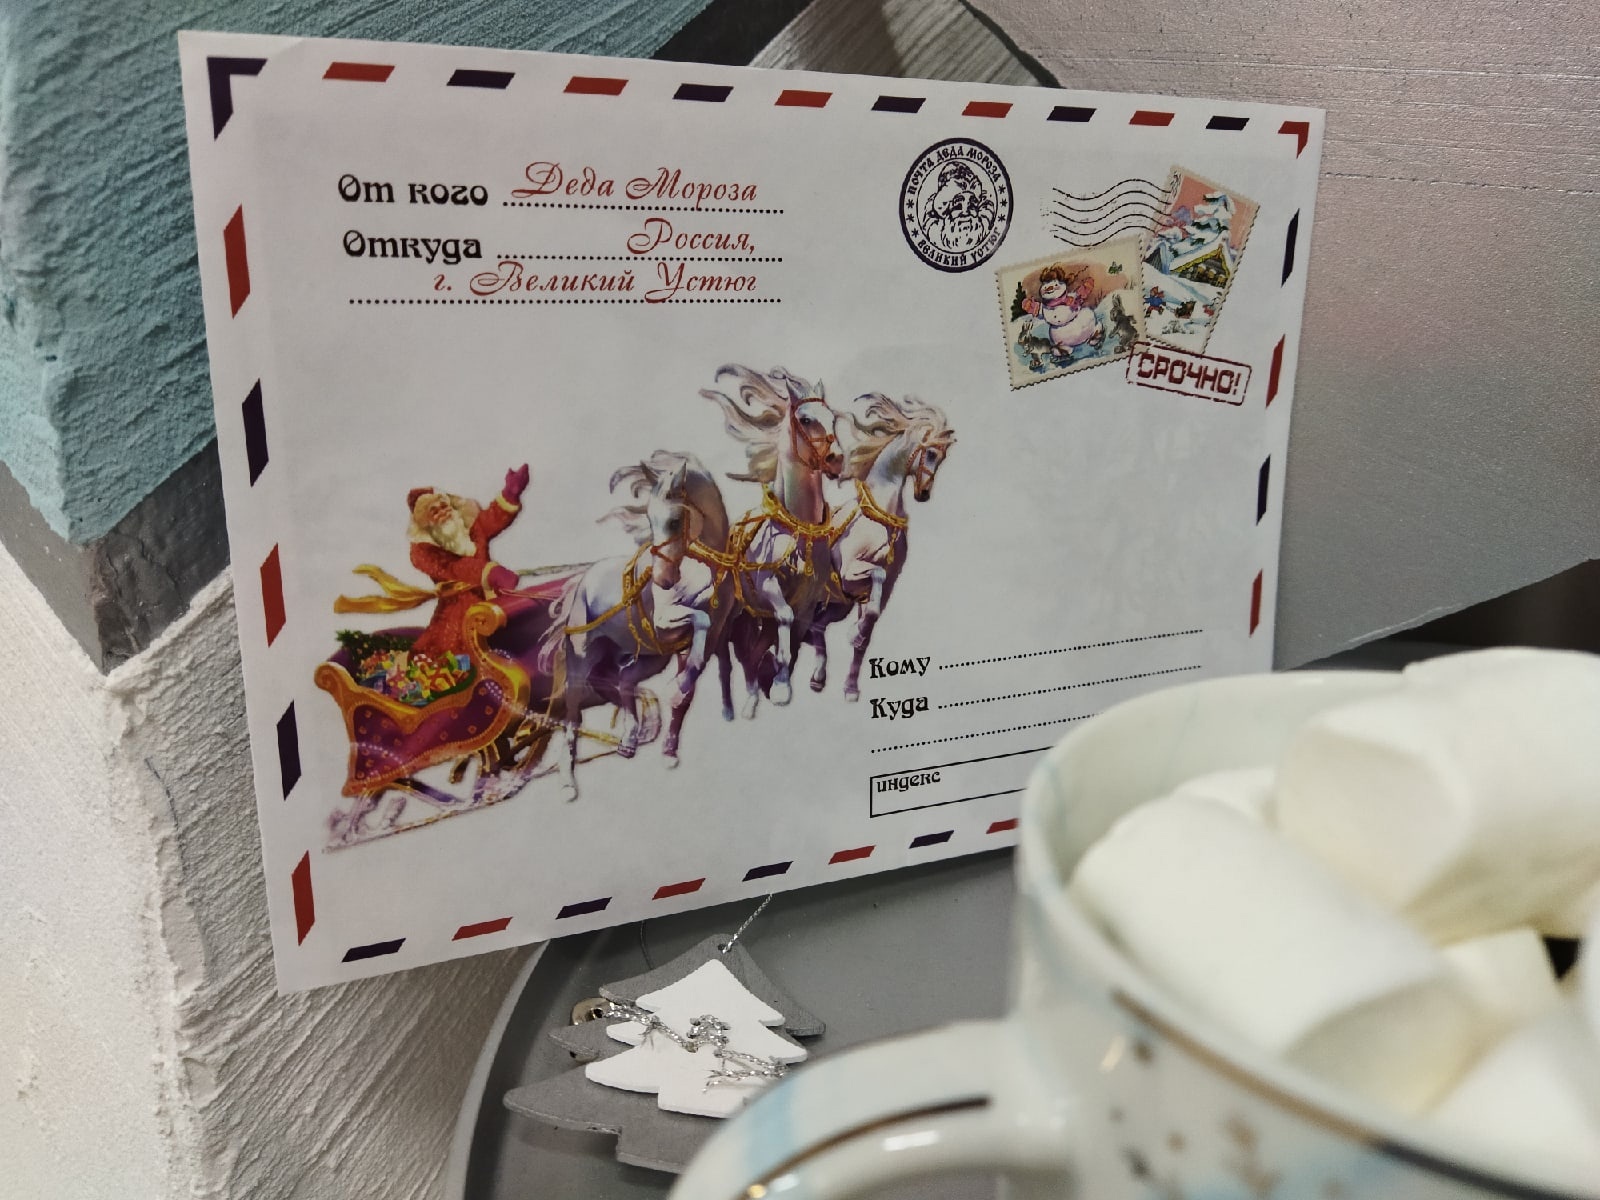 От кого Деда Мороза
Откуда Россия,
г. Великий Устюг
ПОЧТА ДЕДА МОРОЗА
ВЕЛИКИЙ УСТЮГ
СРОЧНО!
Кому
Куда
индекс